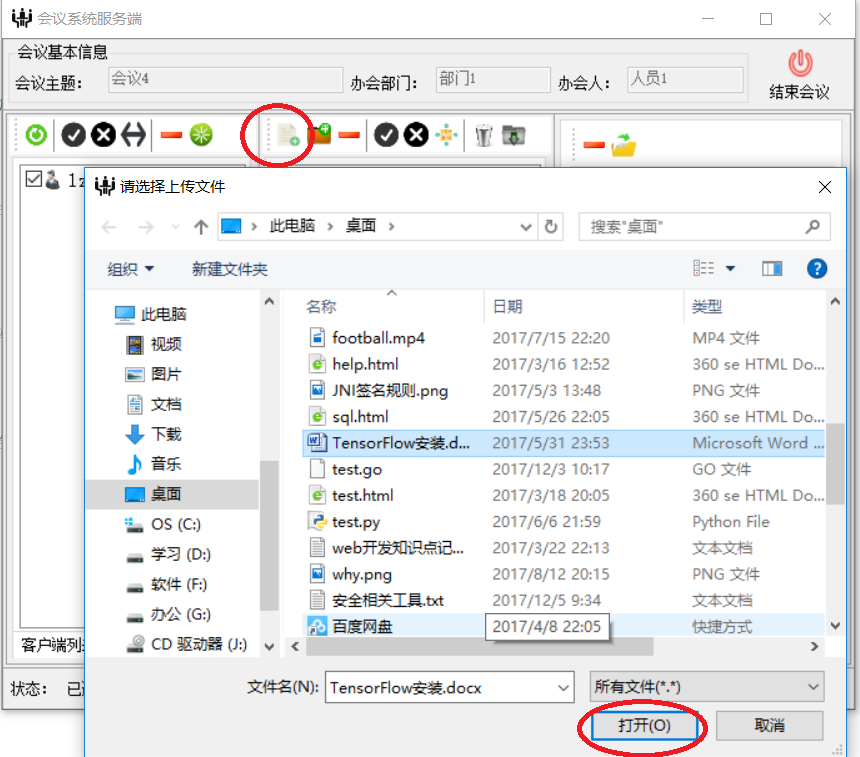 会议系统服务端
会议基本信息
会议主题： 会议4 办会部门： 部门1 办会人： 人员1
结束会议
请选择上传文件
此电脑 桌面 搜索"桌面"
组织 新建文件夹
名称 日期 类型
此电脑
视频
图片
文档
下载
音乐
桌面
OS (C:)
学习 (D:)
软件 (F:)
办公 (G:)
CD 驱动器 (J:)
football.mp4 2017/7/15 22:20 MP4 文件
help.html 2017/3/16 12:52 360 se HTML Do...
JNI签名规则.png 2017/5/3 13:48 PNG 文件
sql.html 2017/5/26 22:05 360 se HTML Do...
TensorFlow安装.d... 2017/5/31 23:53 Microsoft Word ...
test.go 2017/12/3 10:17 GO 文件
test.html 2017/3/18 20:05 360 se HTML Do...
test.py 2017/6/6 21:59 Python File
web开发知识点记... 2017/3/22 22:13 文本文档
why.png 2017/8/12 20:15 PNG 文件
安全相关工具.txt 2017/12/5 9:34 文本文档
百度网盘 2017/4/8 22:05 快捷方式
客户端列
状态： 已
文件名(N): TensorFlow安装.docx 所有文件(*.*)
打开(O) 取消